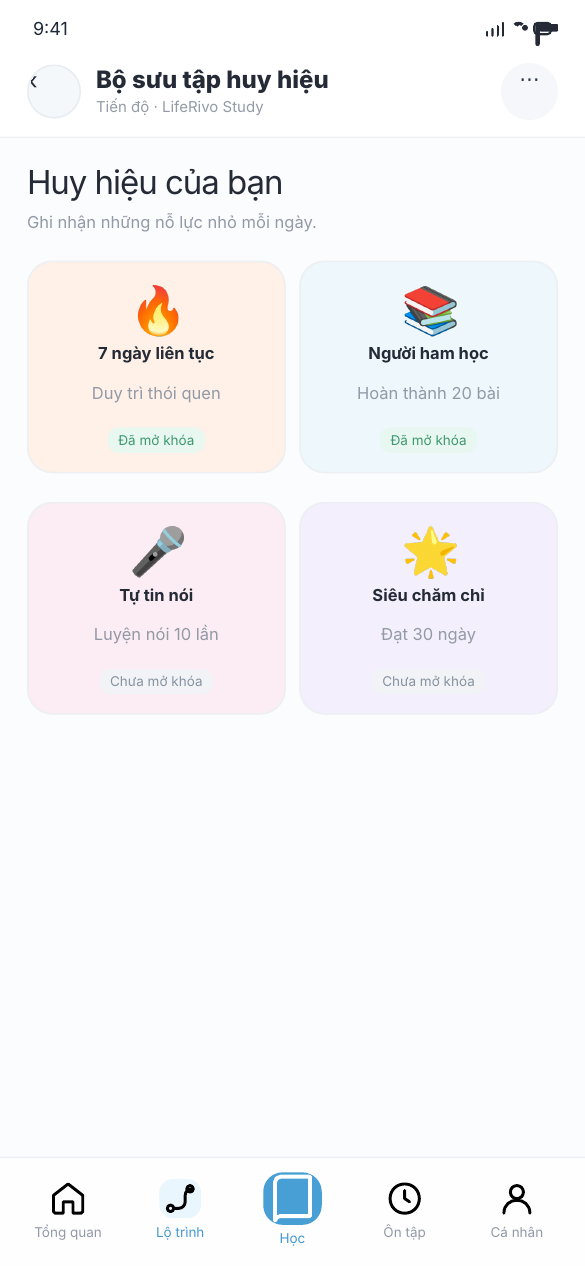 9:41
Bộ sưu tập huy hiệu
Tiến độ · LifeRivo Study
Huy hiệu của bạn
Ghi nhận những nỗ lực nhỏ mỗi ngày.
7 ngày liên tục
Duy trì thói quen
Đã mở khóa
Người ham học
Hoàn thành 20 bài
Đã mở khóa
Tự tin nói
Luyện nói 10 lần
Chưa mở khóa
Siêu chăm chỉ
Đạt 30 ngày
Chưa mở khóa
Tổng quan
Lộ trình
Học
Ôn tập
Cá nhân